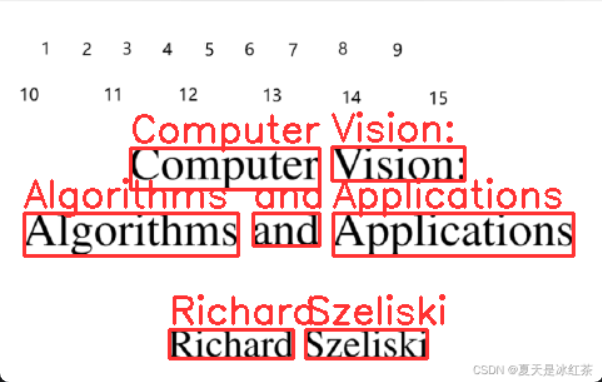 1 2 3 4 5 6 7 8 9
10 11 12 13 14 15
Computer Vision:
Computer Vision:
Algorithms and Applications
Algorithms and Applications
Richard Szeliski
Richard Szeliski
CSDN @夏天是冰红茶